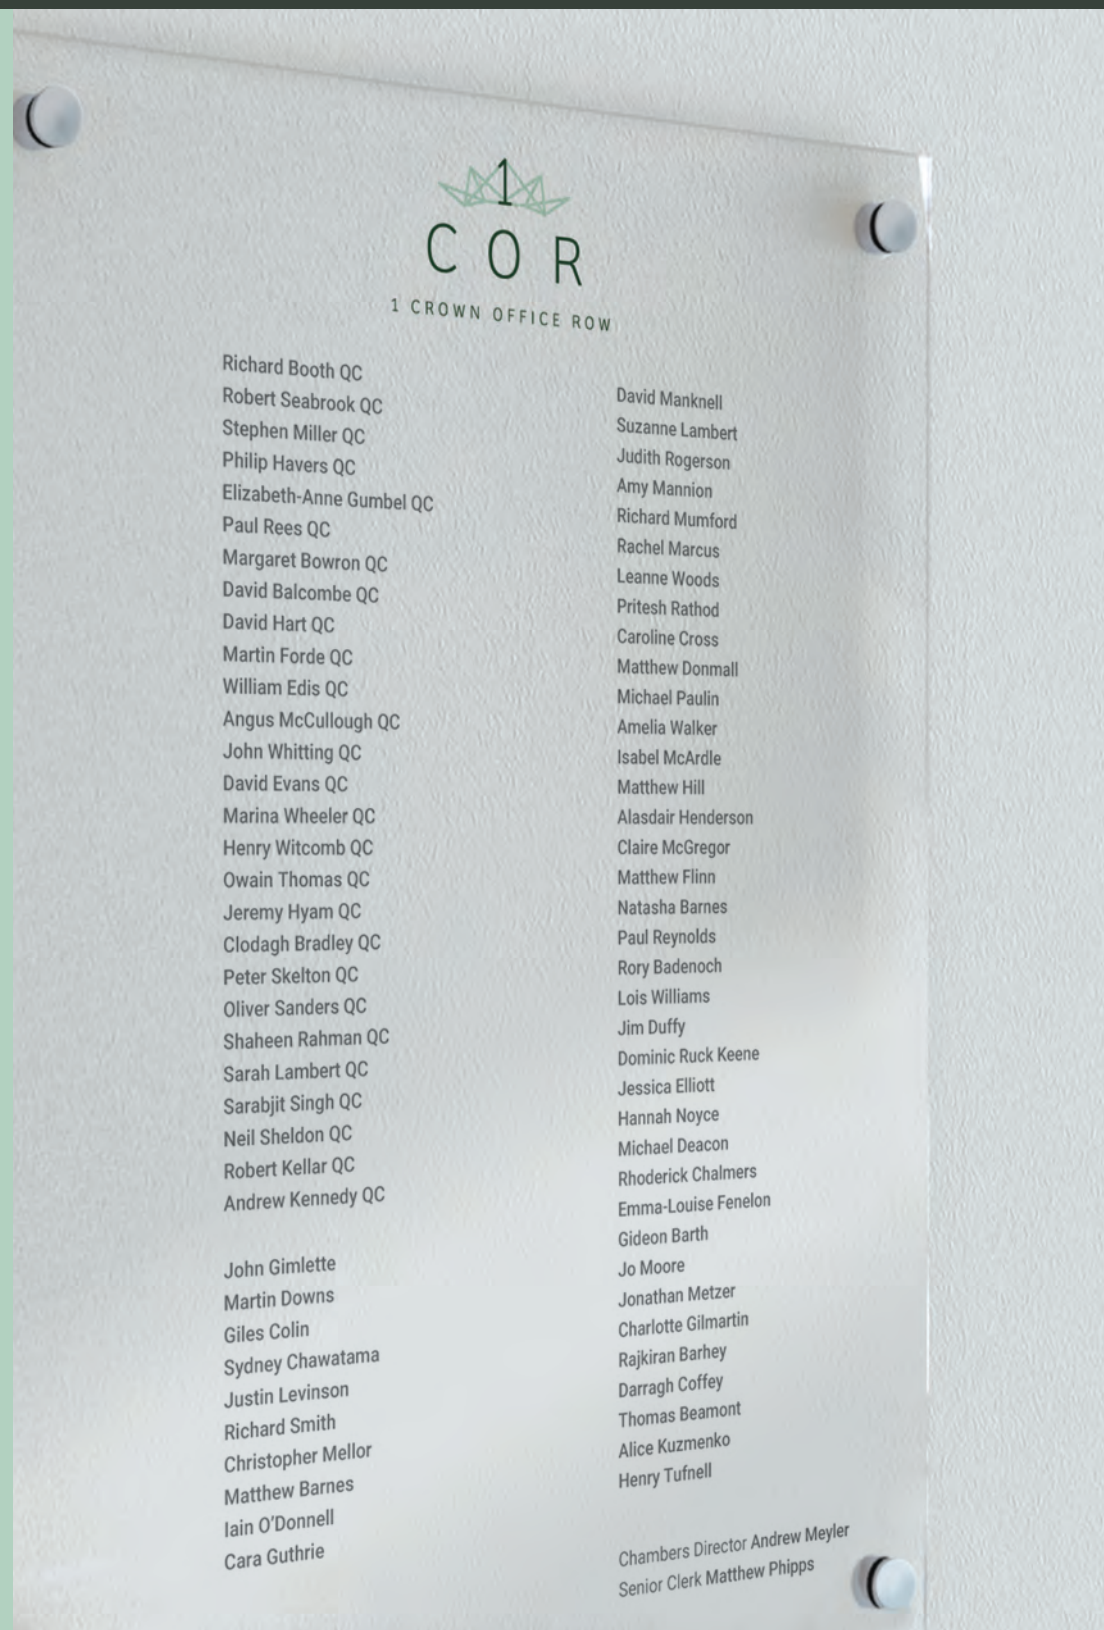 1
COR
1 CROWN OFFICE ROW
Richard Booth QC
Robert Seabrook QC
Stephen Miller QC
Philip Havers QC
Elizabeth-Anne Gumbel QC
Paul Rees QC
Margaret Bowron QC
David Balcombe QC
David Hart QC
Martin Forde QC
William Edis QC
Angus McCullough QC
John Whitting QC
David Evans QC
Marina Wheeler QC
Henry Witcomb QC
Owain Thomas QC
Jeremy Hyam QC
Clodagh Bradley QC
Peter Skelton QC
Oliver Sanders QC
Shaheen Rahman QC
Sarah Lambert QC
Sarabjit Singh QC
Neil Sheldon QC
Robert Kellar QC
Andrew Kennedy QC
John Gimlette
Martin Downs
Giles Colin
Sydney Chawatama
Justin Levinson
Richard Smith
Christopher Mellor
Matthew Barnes
Iain O'Donnell
Cara Guthrie
David Manknell
Suzanne Lambert
Judith Rogerson
Amy Mannion
Richard Mumford
Rachel Marcus
Leanne Woods
Pritesh Rathod
Caroline Cross
Matthew Donmall
Michael Paulin
Amelia Walker
Isabel McArdle
Matthew Hill
Alasdair Henderson
Claire McGregor
Matthew Flinn
Natasha Barnes
Paul Reynolds
Rory Badenoch
Lois Williams
Jim Duffy
Dominic Ruck Keene
Jessica Elliott
Hannah Noyce
Michael Deacon
Rhoderick Chalmers
Emma-Louise Fenelon
Gideon Barth
Jo Moore
Jonathan Metzer
Charlotte Gilmartin
Rajkiran Barhey
Darragh Coffey
Thomas Beamont
Alice Kuzmenko
Henry Tufnell
Chambers Director Andrew Meyler
Senior Clerk Matthew Phipps